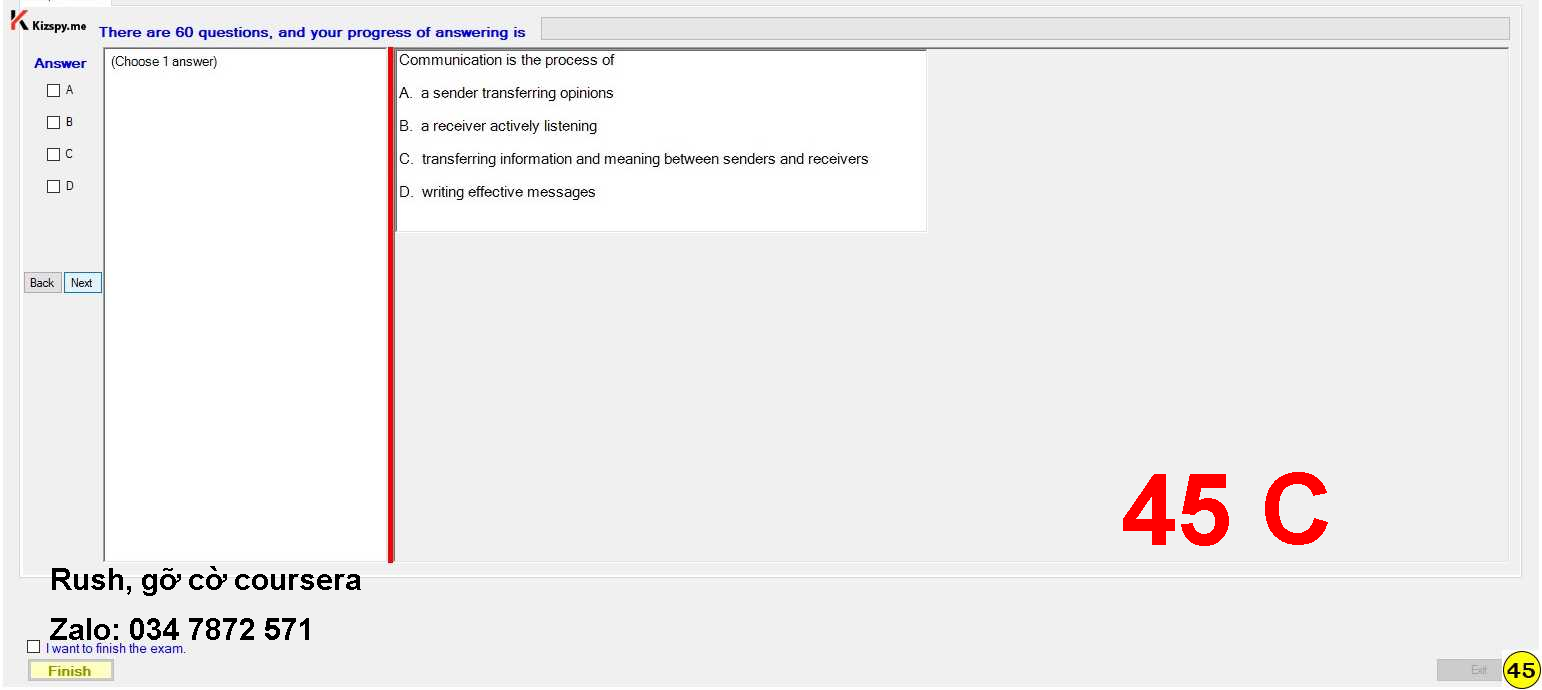 Kizspy.me
There are 60 questions, and your progress of answering is
Answer
(Choose 1 answer)
A
B
C
D
Back Next
Communication is the process of
A. a sender transferring opinions
B. a receiver actively listening
C. transferring information and meaning between senders and receivers
D. writing effective messages
45 C
Rush, gỡ cờ coursera
Zalo: 034 7872 571
I want to finish the exam.
Finish
Exit
45